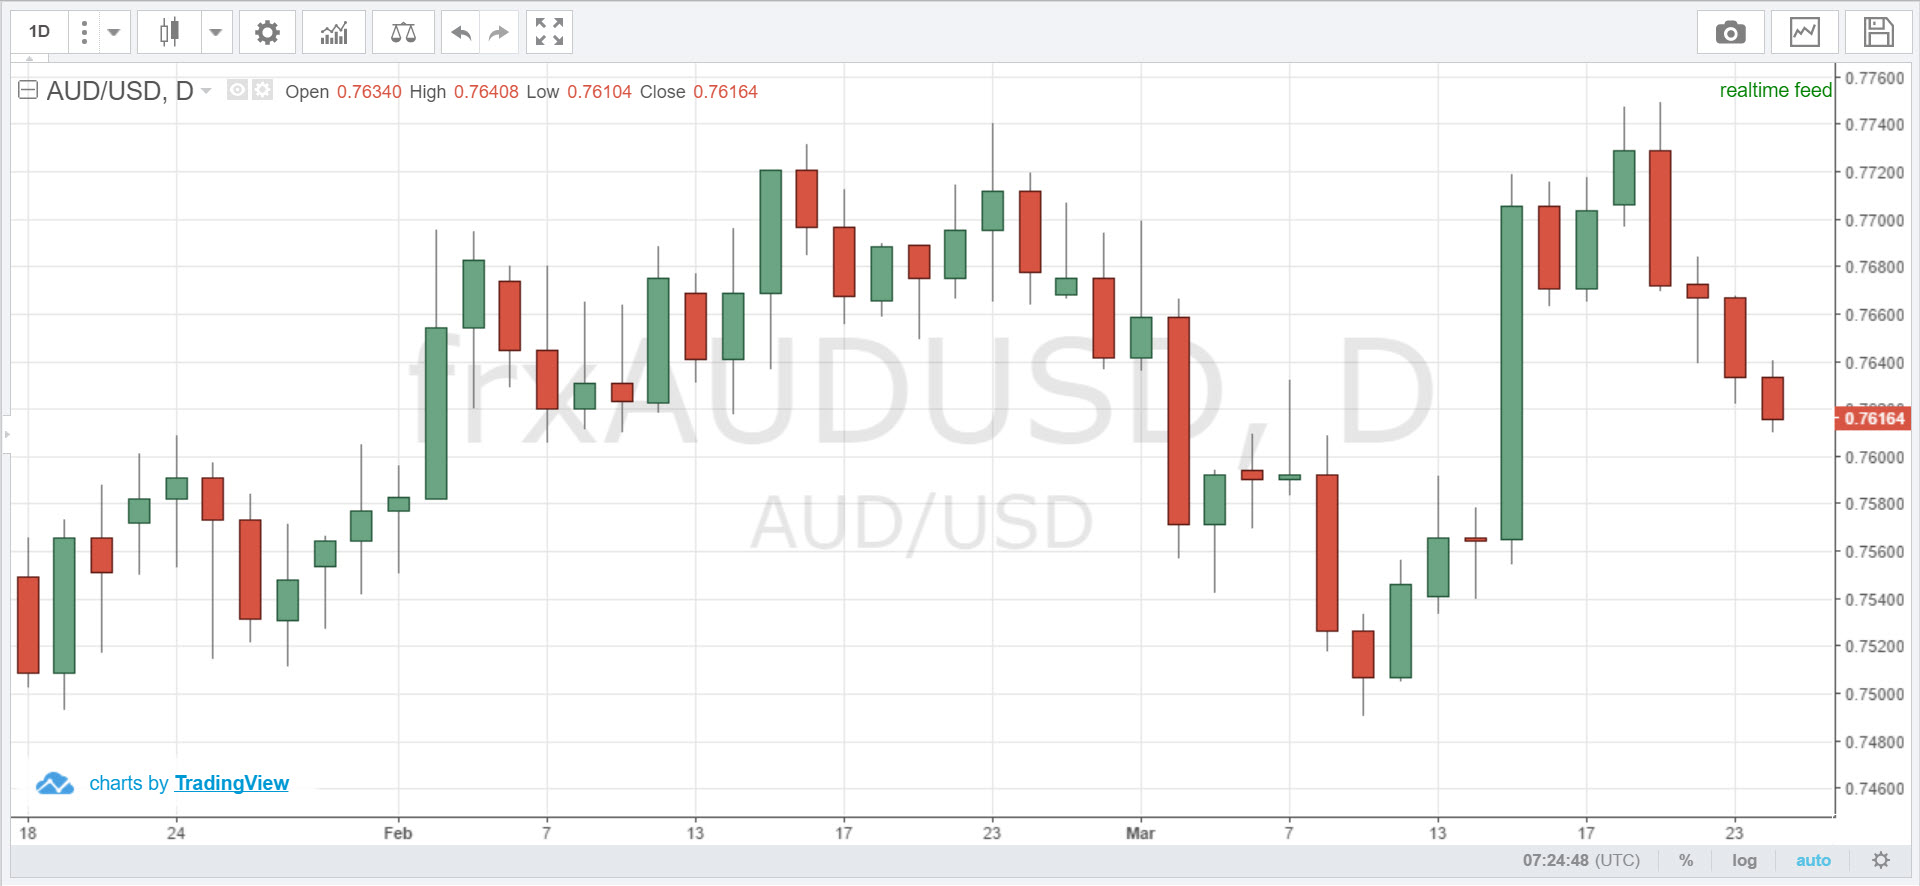 1D
AUD/USD, D Open 0.76340 High 0.76408 Low 0.76104 Close 0.76164
realtime feed
0.77600
0.77400
0.77200
0.77000
0.76800
0.76600
0.76400
0.76200
0.76164
0.76000
0.75800
0.75600
0.75400
0.75200
0.75000
0.74800
0.74600
frxAUDUSD, D
AUD/USD
charts by TradingView
18 24 Feb 7 13 17 23 Mar 7 13 17 23
07:24:48 (UTC) % log auto